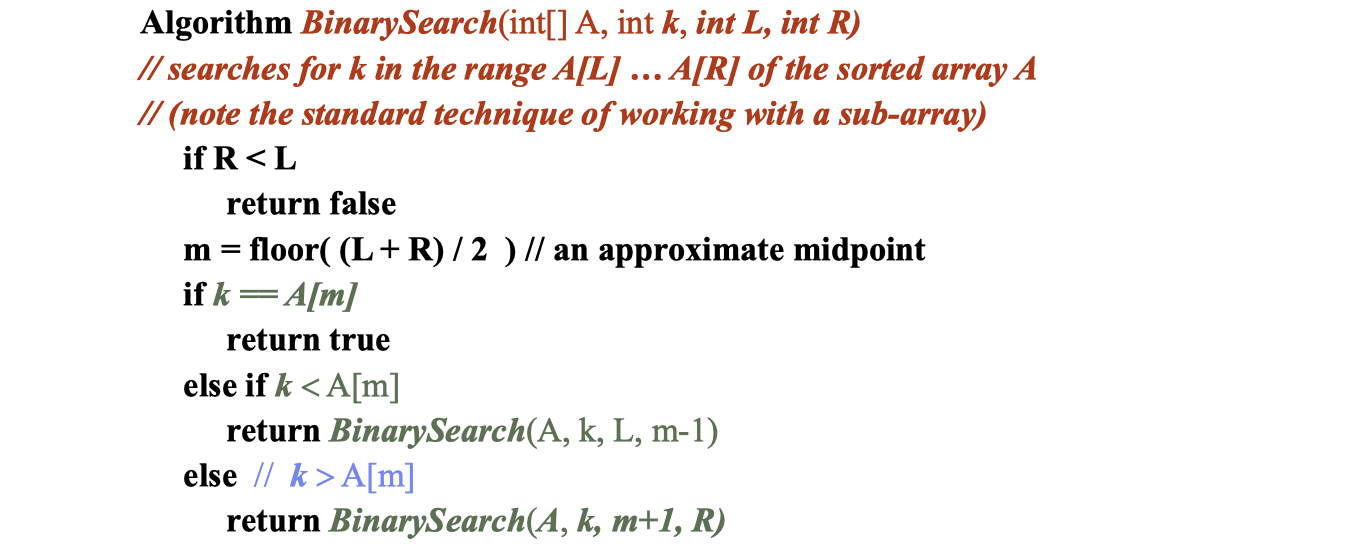 Algorithm BinarySearch(int[] A, int k, int L, int R)
// searches for k in the range A[L] … A[R] of the sorted array A
// (note the standard technique of working with a sub-array)
if R < L
return false
m = floor( (L + R) / 2 ) // an approximate midpoint
if k == A[m]
return true
else if k < A[m]
return BinarySearch(A, k, L, m-1)
else // k > A[m]
return BinarySearch(A, k, m+1, R)